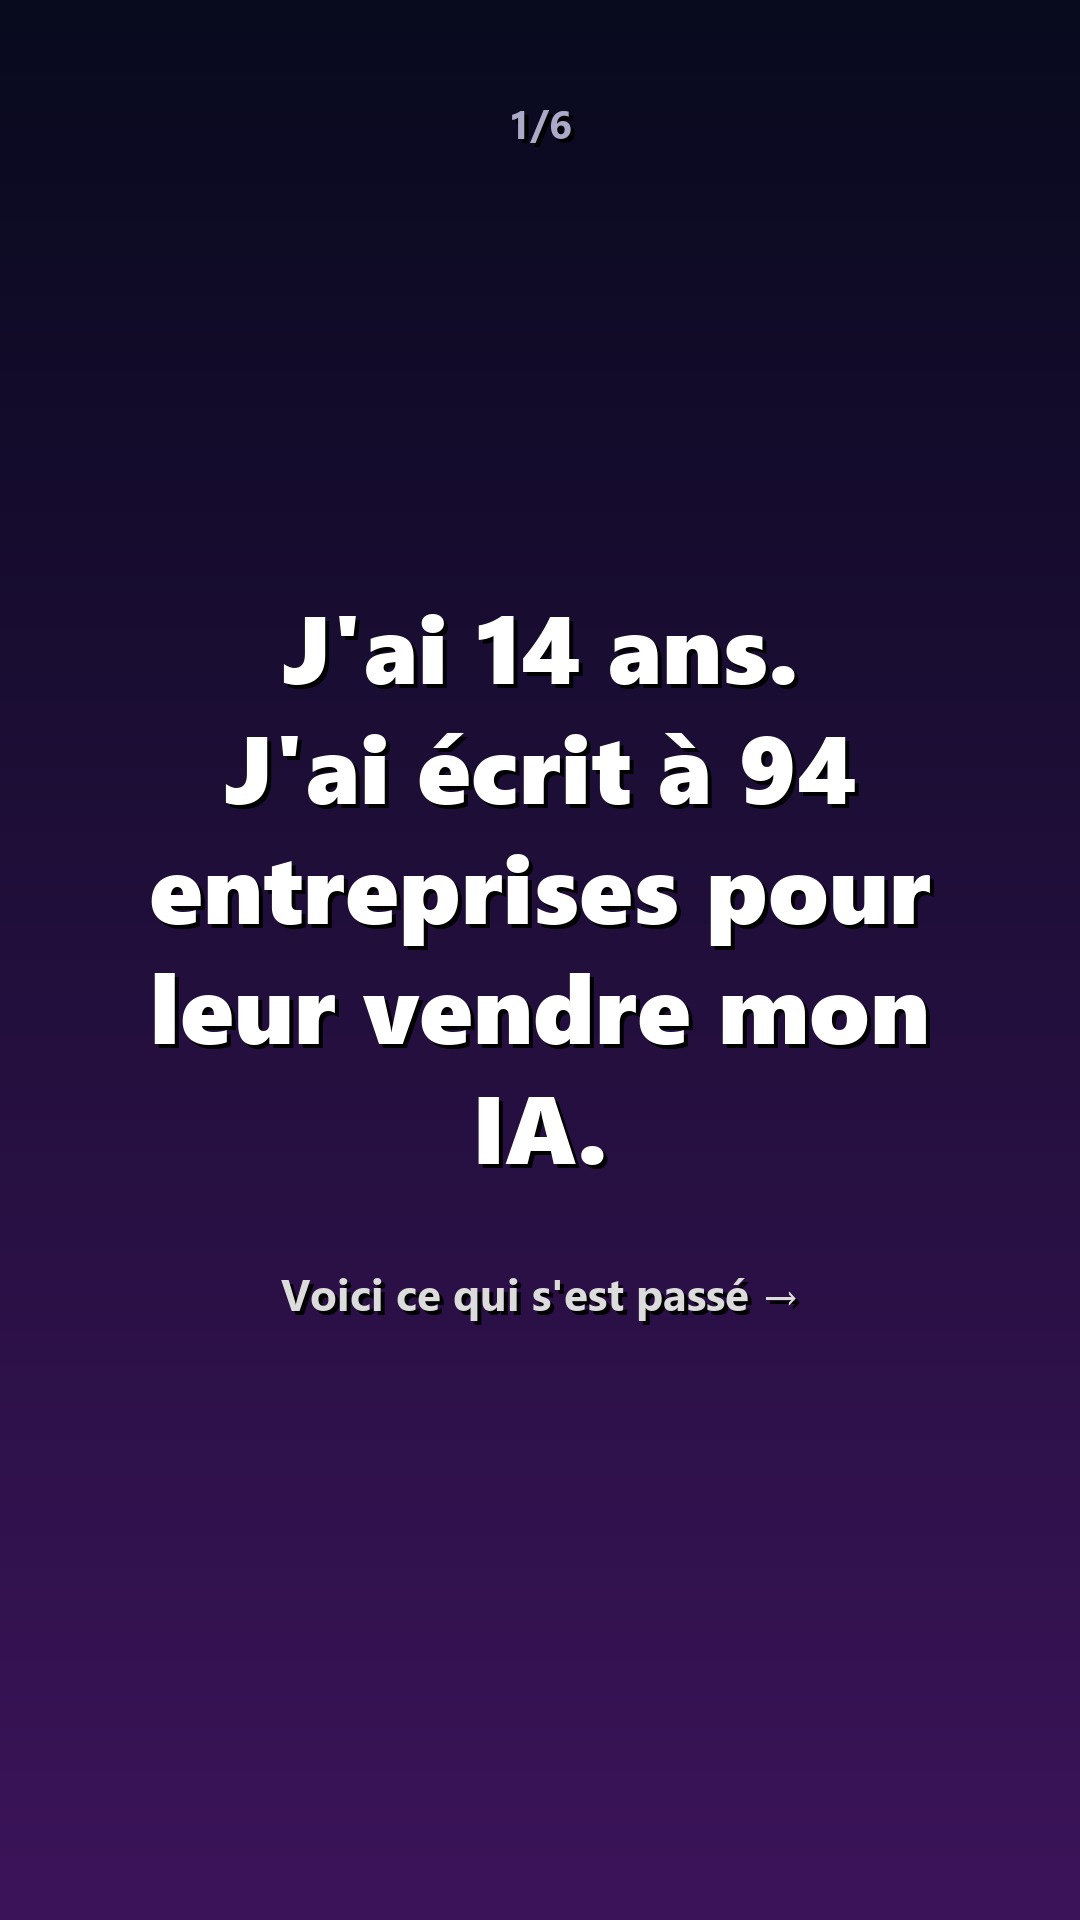 1/6
J'ai 14 ans.
J'ai écrit à 94
entreprises pour
leur vendre mon
IA.
Voici ce qui s'est passé →